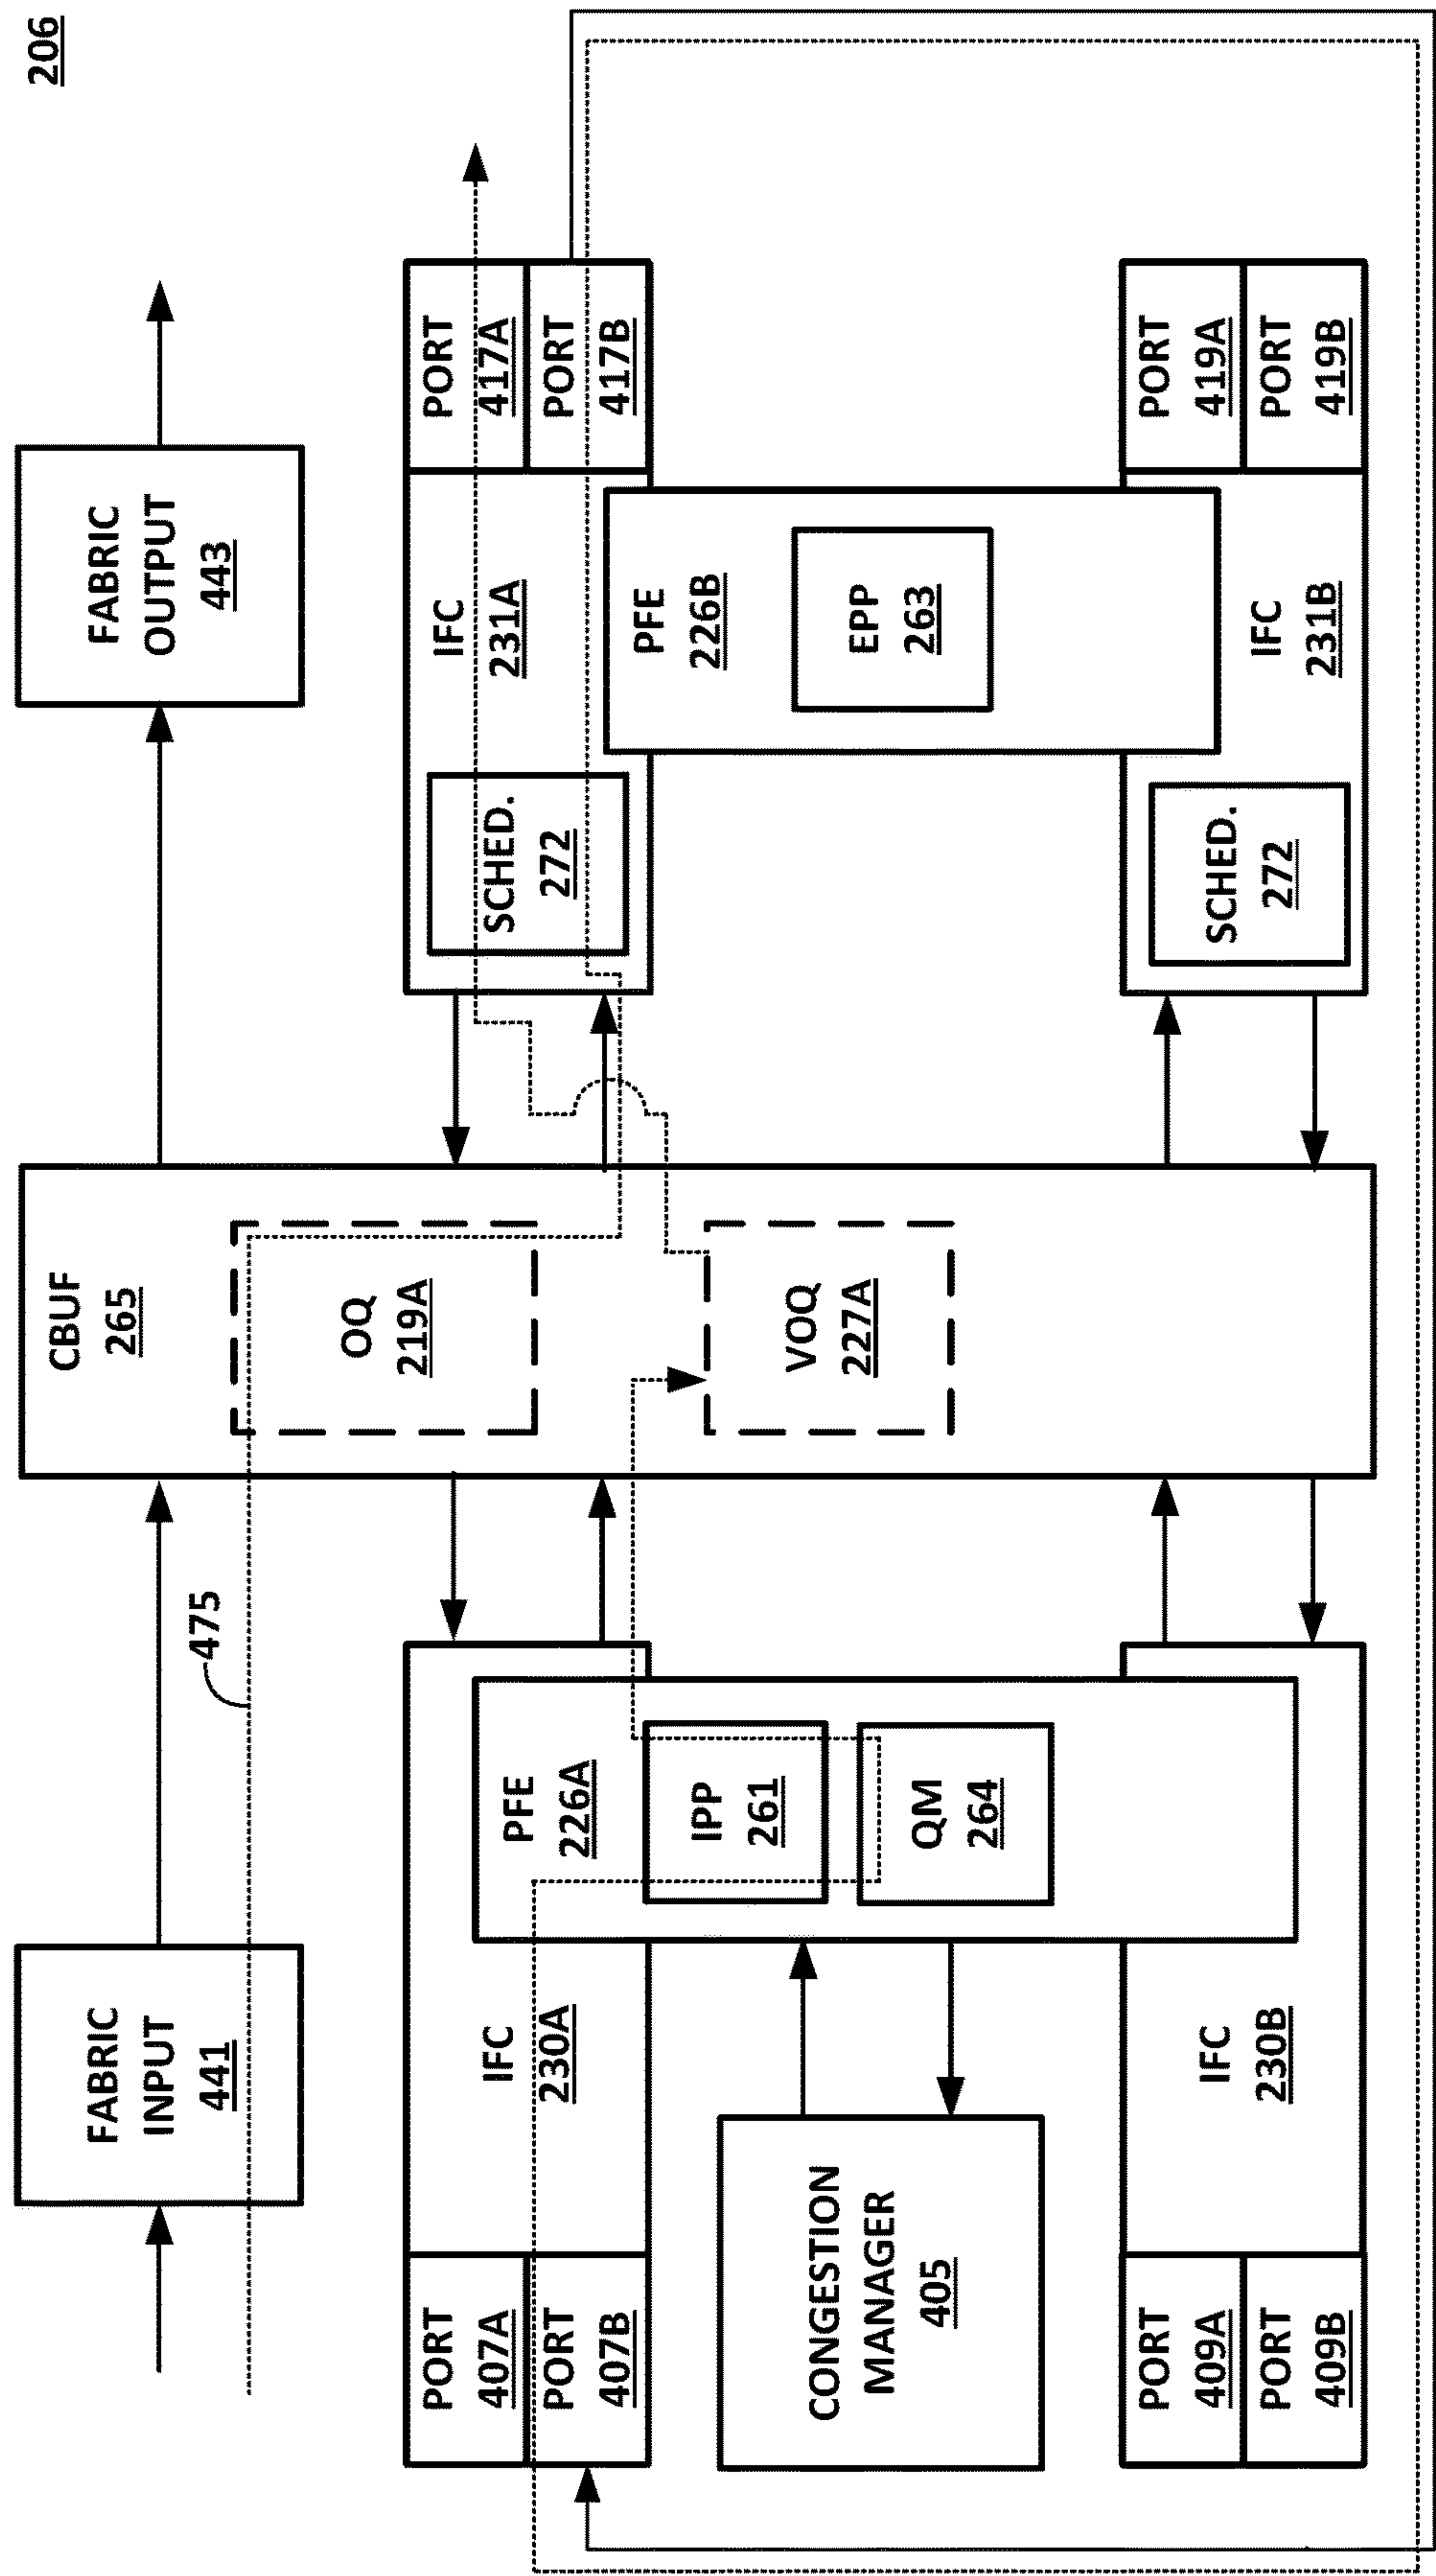 206
FABRIC
INPUT
441
475
CBUF
265
FABRIC
OUTPUT
443
PORT
407A
PORT
407B
IFC
230A
PFE
226A
IPP
261
QM
264
CONGESTION
MANAGER
405
PORT
409A
PORT
409B
IFC
230B
OQ
219A
VOQ
227A
SCHED.
272
IFC
231A
PORT
417A
PORT
417B
PFE
226B
EPP
263
SCHED.
272
IFC
231B
PORT
419A
PORT
419B